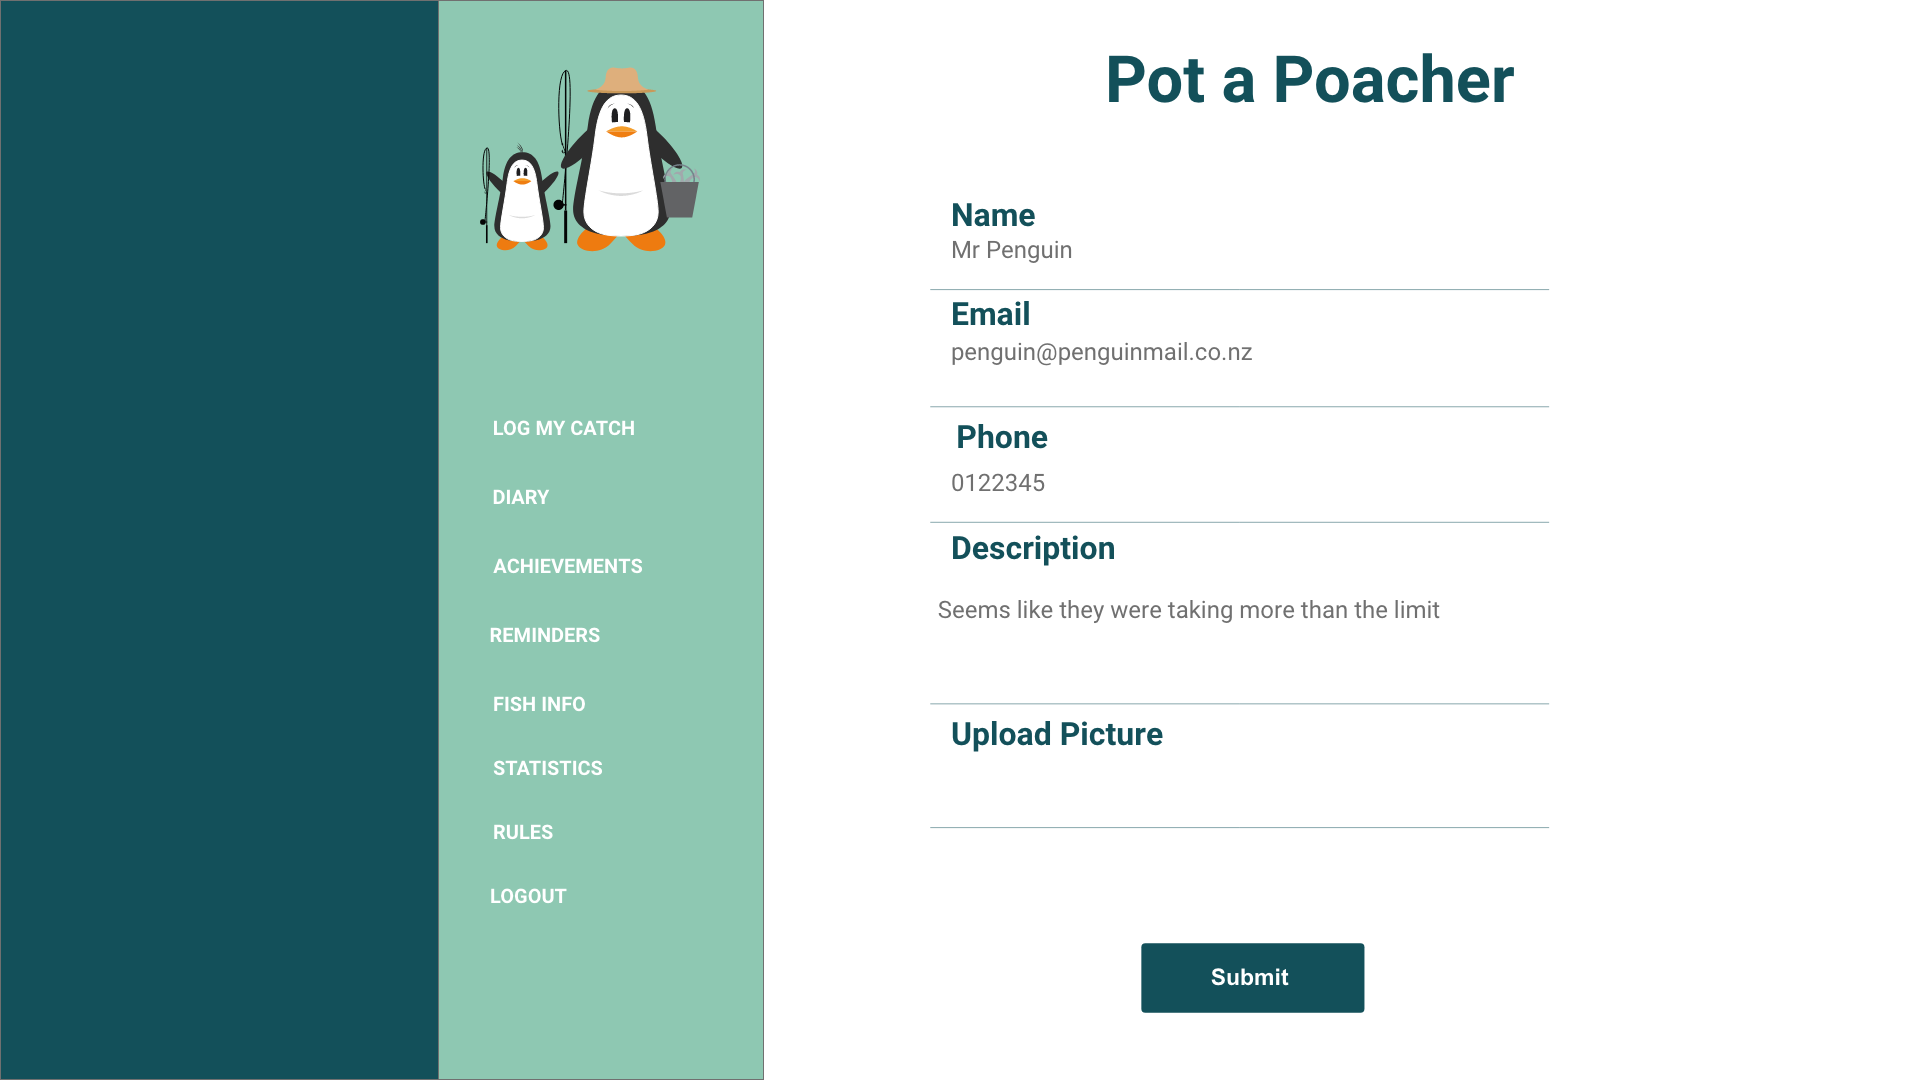 LOG MY CATCH
DIARY
ACHIEVEMENTS
REMINDERS
FISH INFO
STATISTICS
RULES
LOGOUT
Pot a Poacher
Name
Mr Penguin
Email
penguin@penguinmail.co.nz
Phone
0122345
Description
Seems like they were taking more than the limit
Upload Picture
Submit